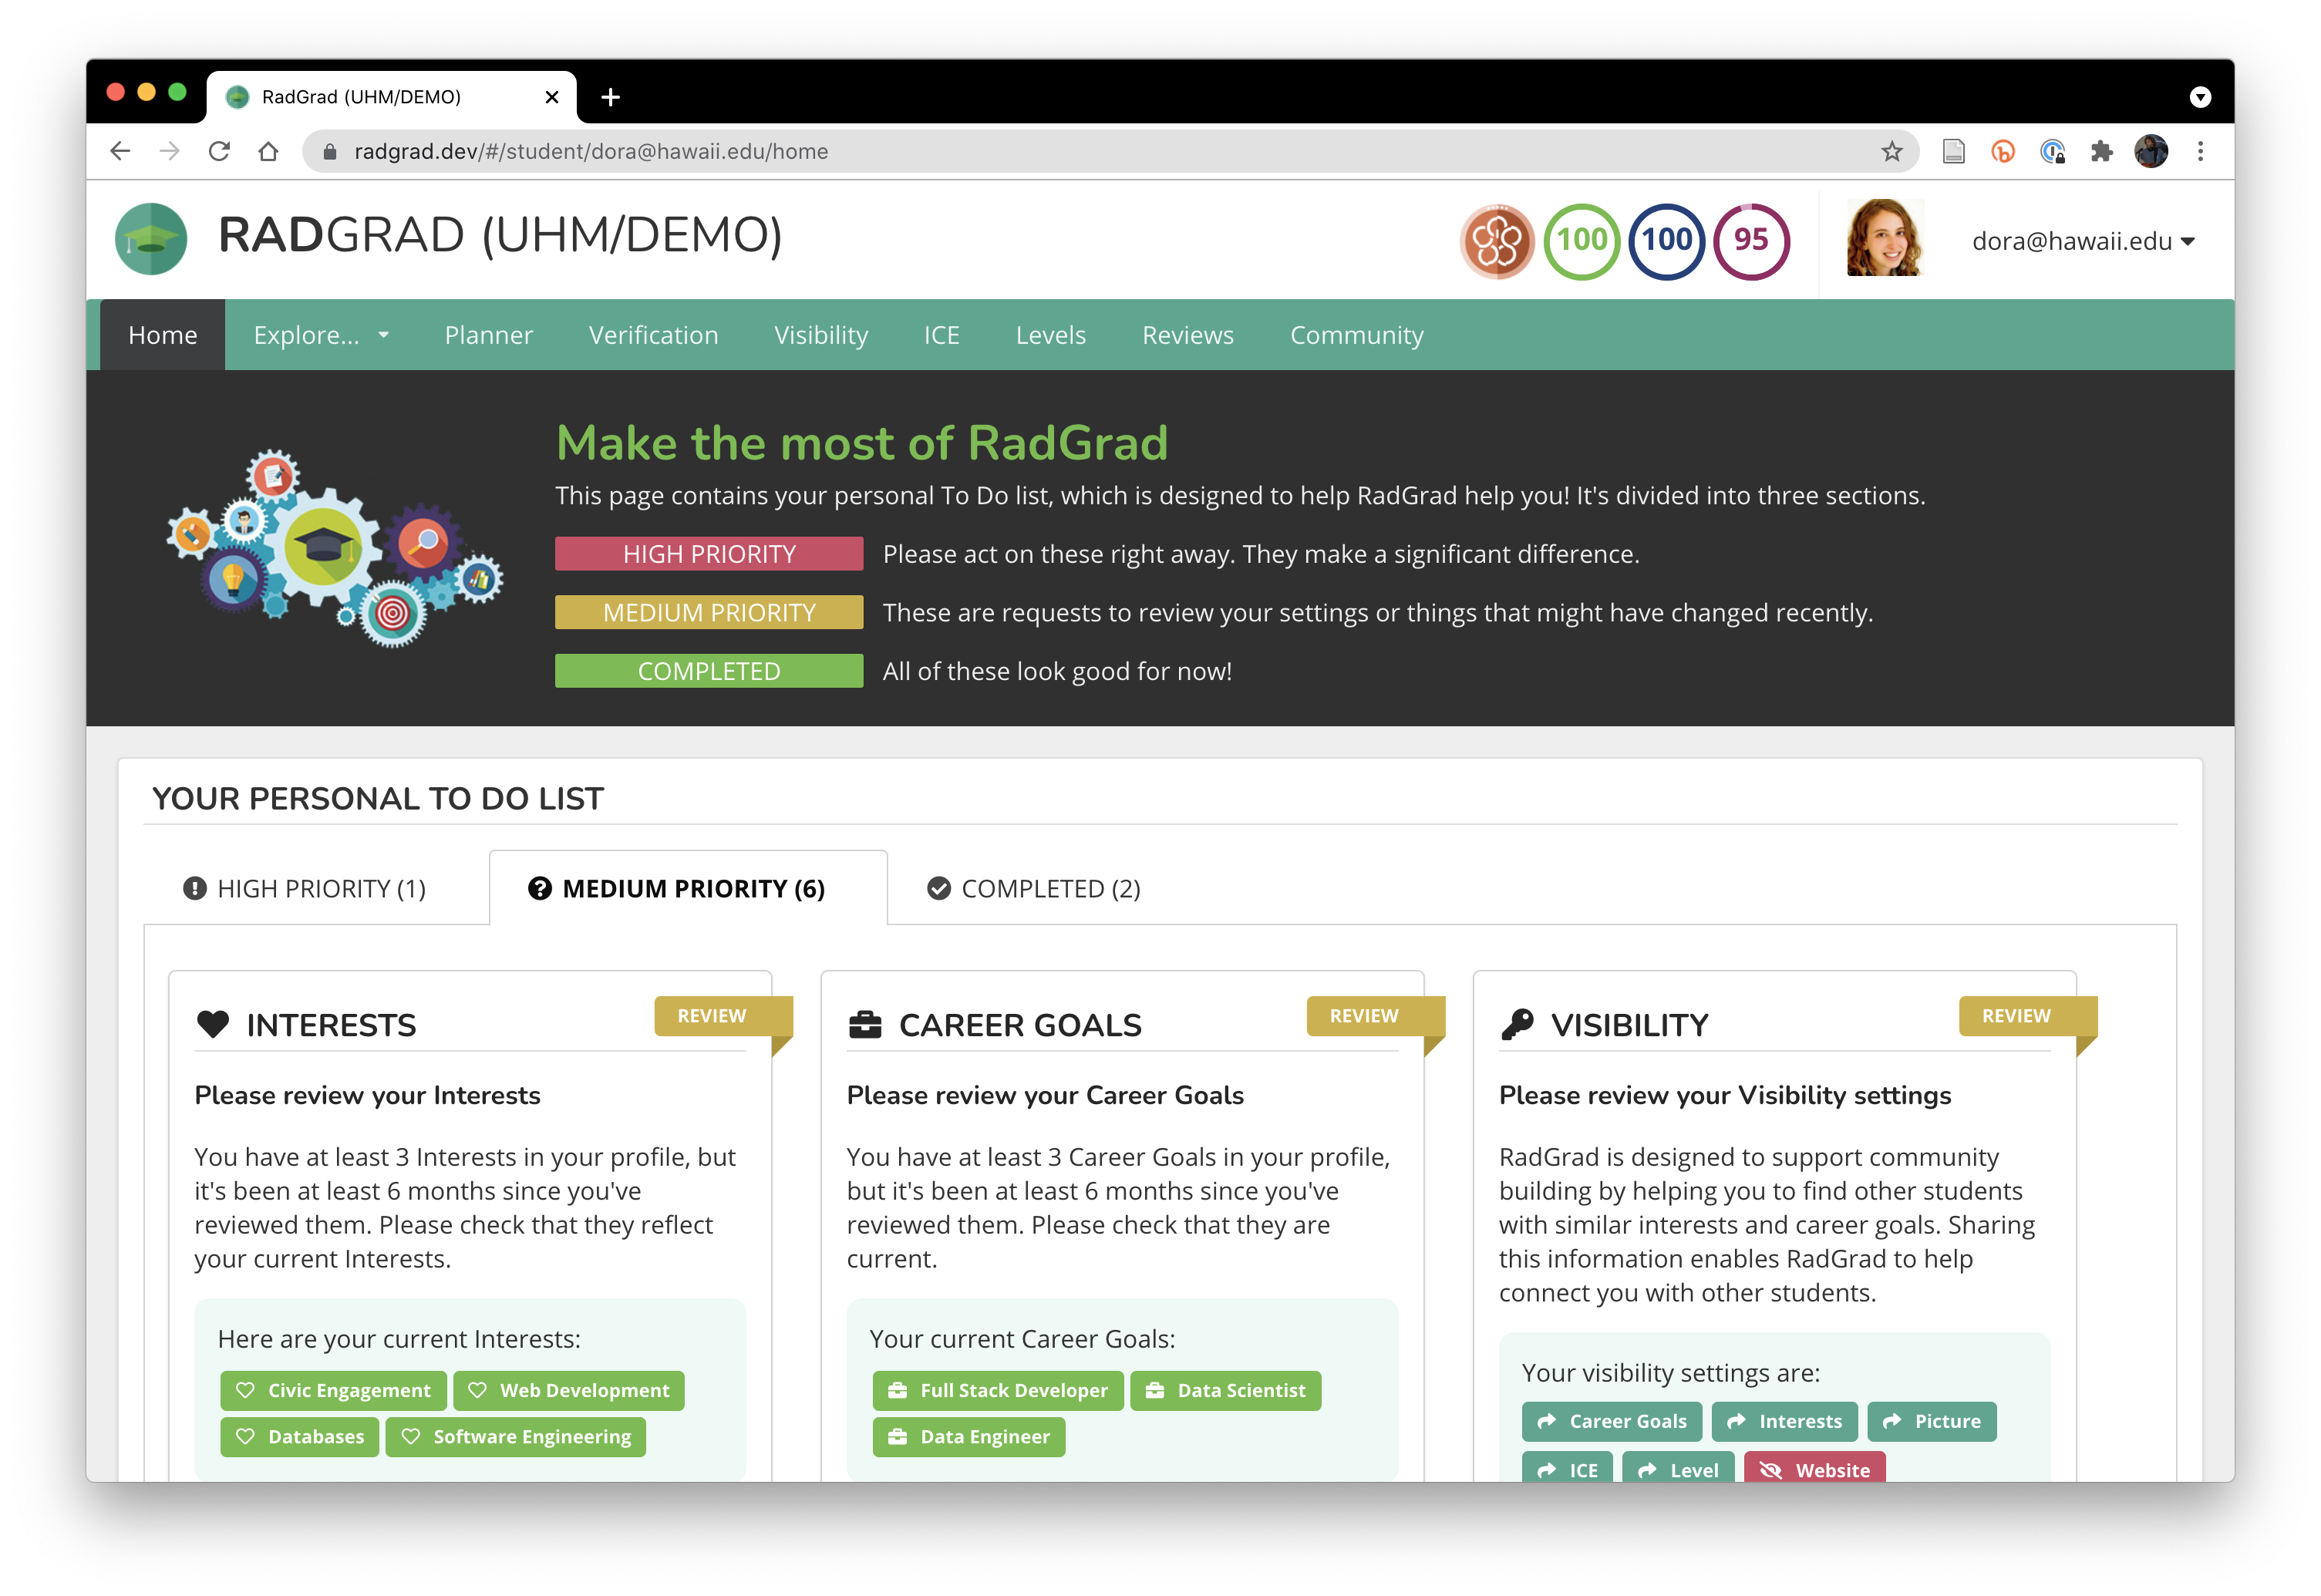 RadGrad (UHM/DEMO)
radgrad.dev/#/student/dora@hawaii.edu/home
RADGRAD (UHM/DEMO)
100 100 95
dora@hawaii.edu
Home Explore... Planner Verification Visibility ICE Levels Reviews Community
Make the most of RadGrad
This page contains your personal To Do list, which is designed to help RadGrad help you! It's divided into three sections.
HIGH PRIORITY Please act on these right away. They make a significant difference.
MEDIUM PRIORITY These are requests to review your settings or things that might have changed recently.
COMPLETED All of these look good for now!
YOUR PERSONAL TO DO LIST
HIGH PRIORITY (1) MEDIUM PRIORITY (6) COMPLETED (2)
INTERESTS
REVIEW
Please review your Interests
You have at least 3 Interests in your profile, but
it's been at least 6 months since you've
reviewed them. Please check that they reflect
your current Interests.
Here are your current Interests:
Civic Engagement Web Development
Databases Software Engineering
CAREER GOALS
REVIEW
Please review your Career Goals
You have at least 3 Career Goals in your profile,
but it's been at least 6 months since you've
reviewed them. Please check that they are
current.
Your current Career Goals:
Full Stack Developer Data Scientist
Data Engineer
VISIBILITY
REVIEW
Please review your Visibility settings
RadGrad is designed to support community
building by helping you to find other students
with similar interests and career goals. Sharing
this information enables RadGrad to help
connect you with other students.
Your visibility settings are:
Career Goals Interests Picture
ICE Level Website